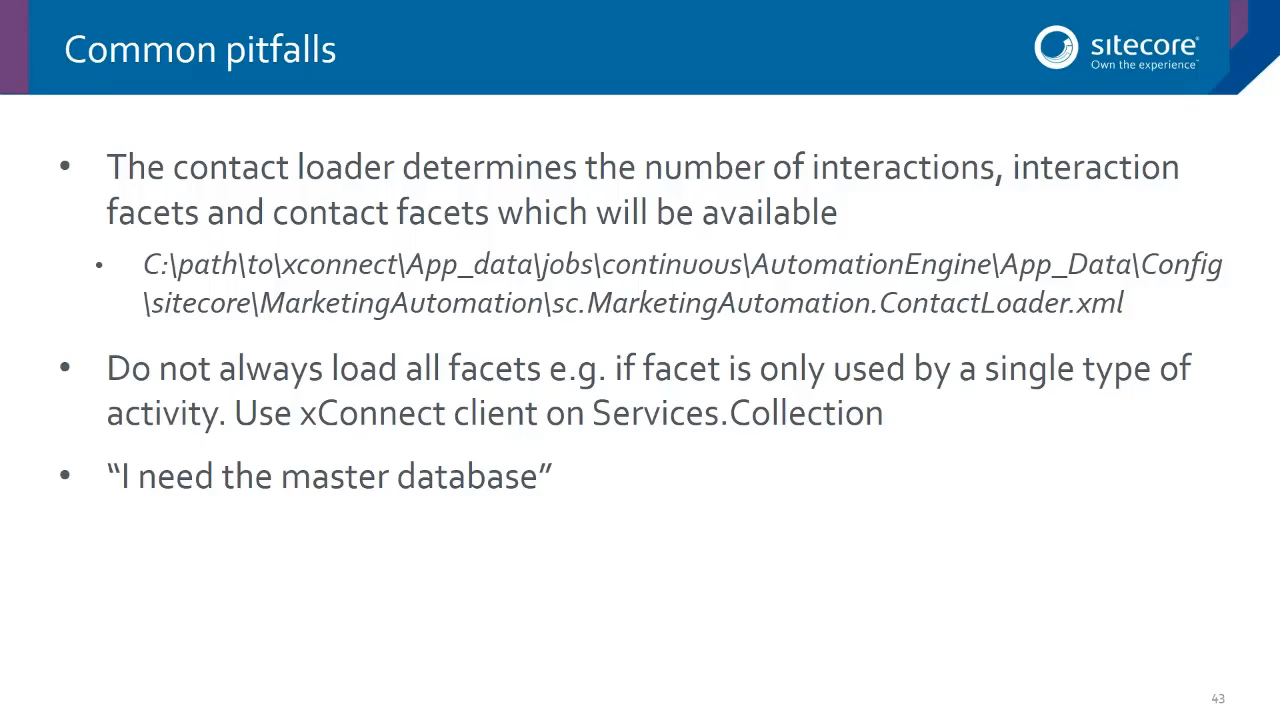 Common pitfalls
sitecore
Own the experience
• The contact loader determines the number of interactions, interaction
facets and contact facets which will be available
• C:\path\to\xconnect\App_data\jobs\continuous\AutomationEngine\App_Data\Config
\sitecore\MarketingAutomation\sc.MarketingAutomation.ContactLoader.xml
• Do not always load all facets e.g. if facet is only used by a single type of
activity. Use xConnect client on Services.Collection
• “I need the master database”
43